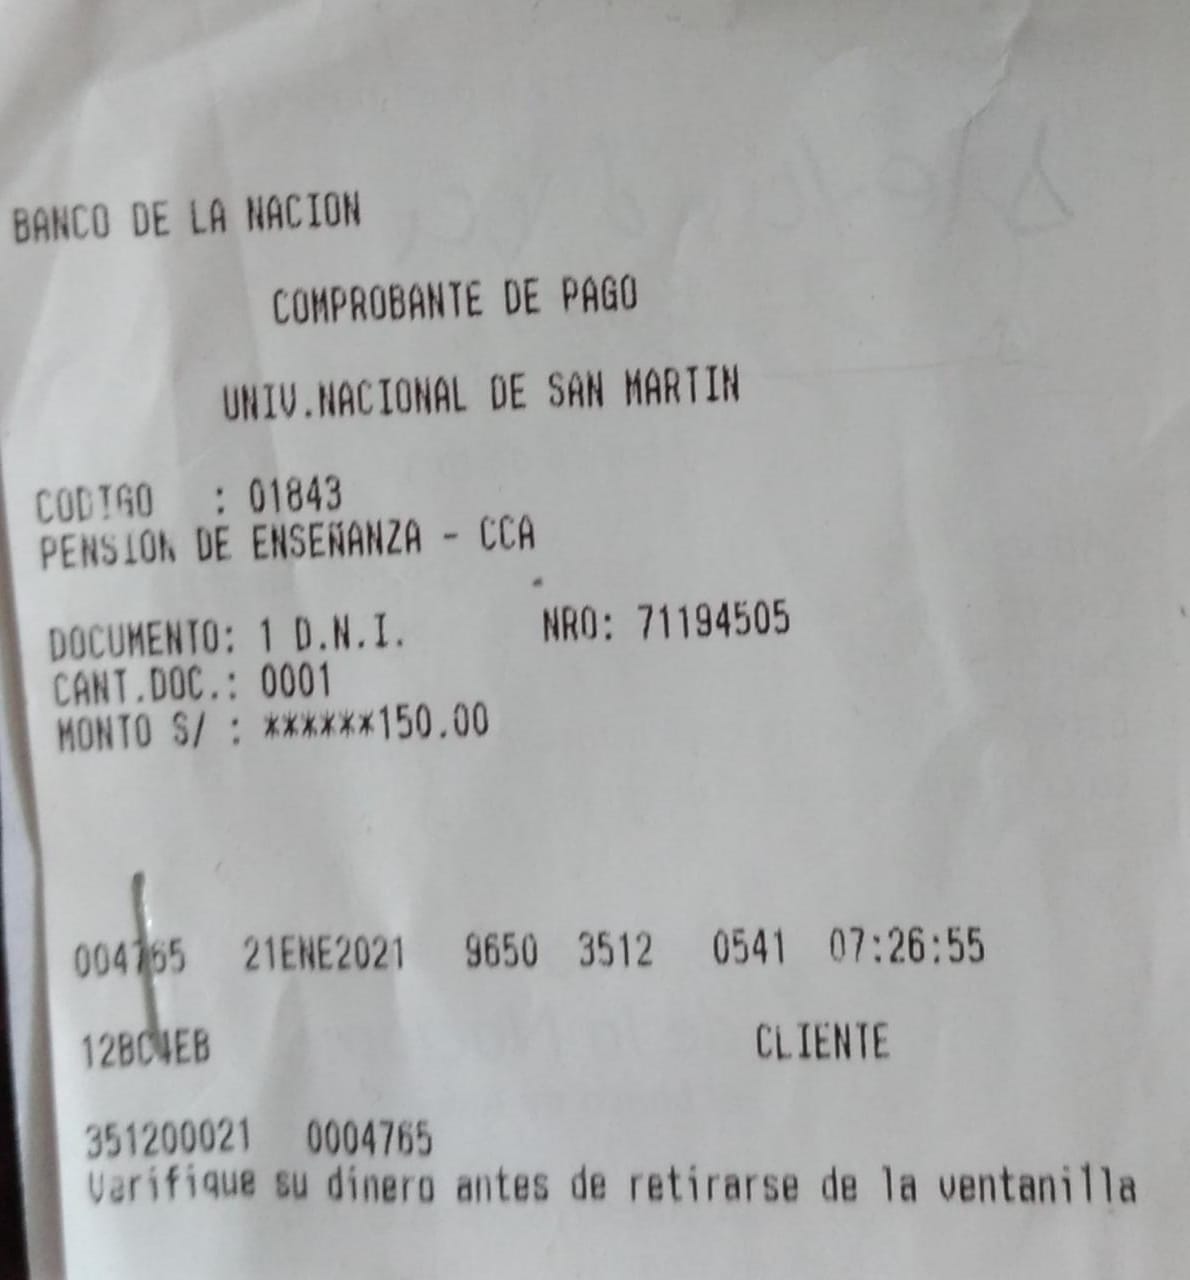 BANCO DE LA NACION
COMPROBANTE DE PAGO
UNIV.NACIONAL DE SAN MARTIN
CODIGO : 01843
PENSION DE ENSEÑANZA - CCA
DOCUMENTO: 1 D.N.I. NRO: 71194505
CANT.DOC.: 0001
MONTO S/ : ******150.00
004765 21ENE2021 9650 3512 0541 07:26:55
12BC4EB CLIENTE
351200021 0004765
Varifique su dinero antes de retirarse de la ventanilla